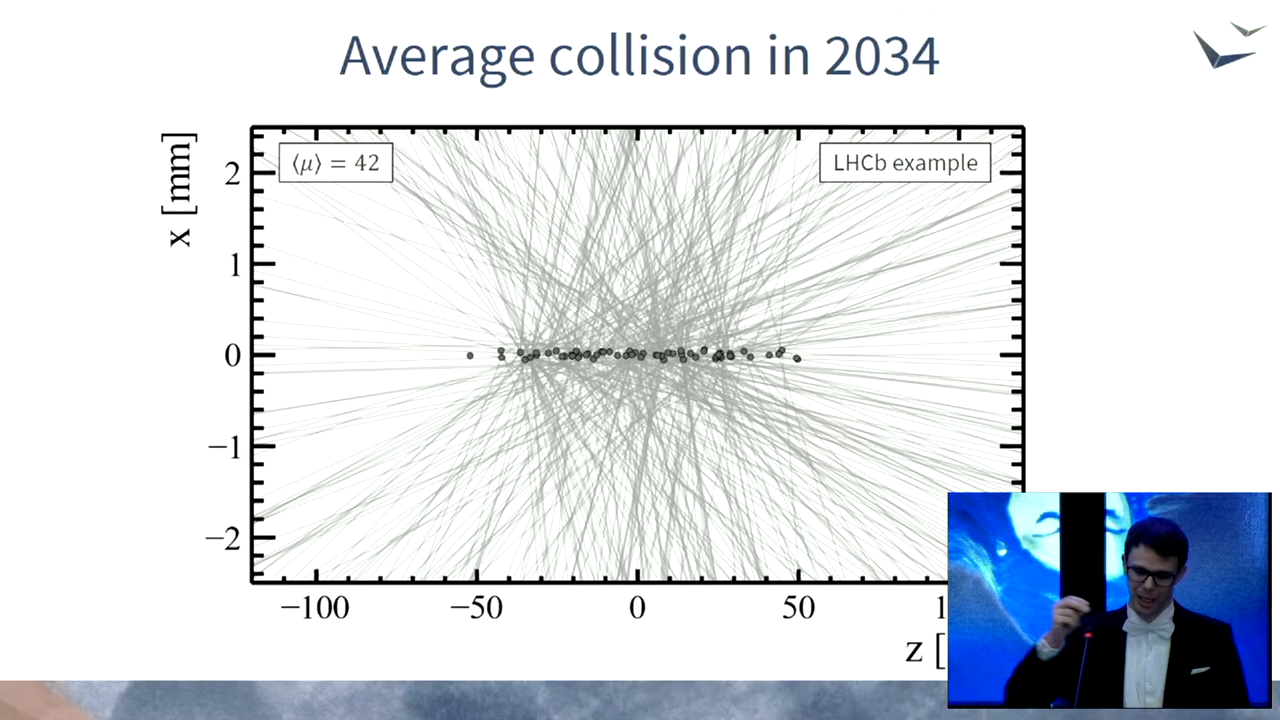 Average collision in 2034
⟨μ⟩ = 42
LHCb example
x [mm]
2
1
0
−1
−2
−100
−50
0
50
1
z [